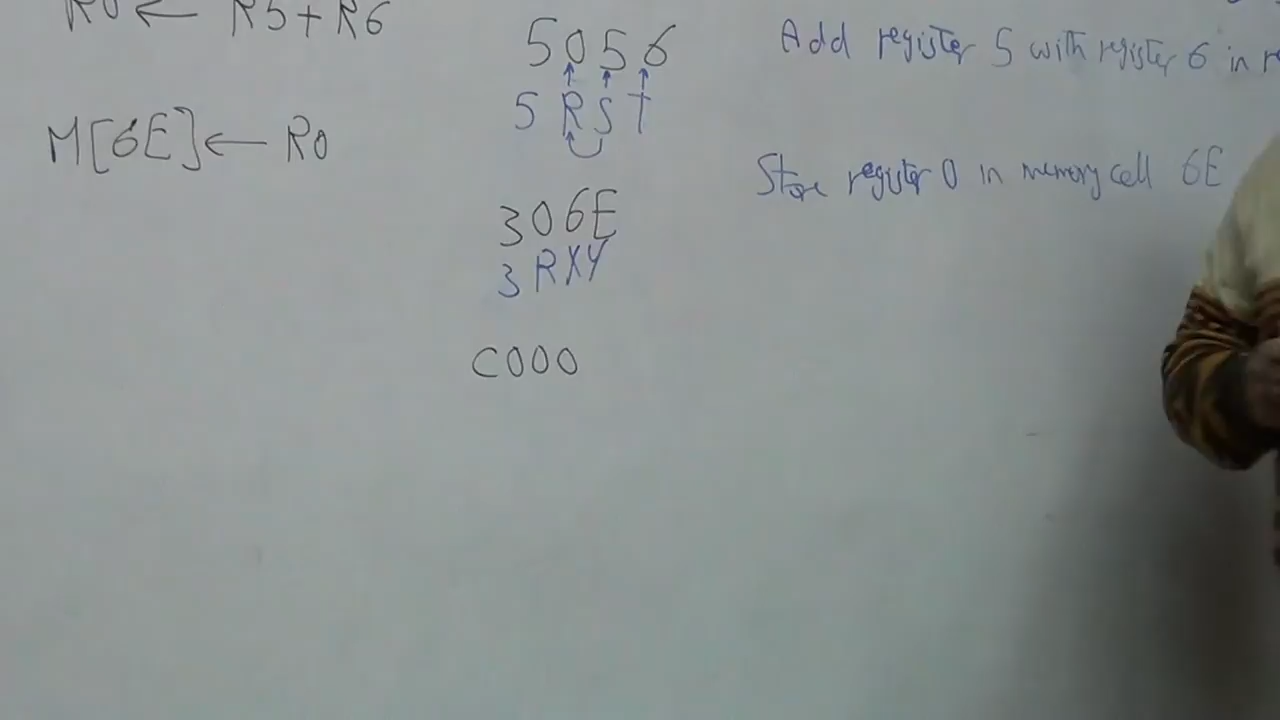 R0 ← R5 + R6
5056
Add register 5 with register 6 in
5 R S T
M[6E] ← R0
Store register 0 in memory cell 6E
306E
3 R X Y
C000